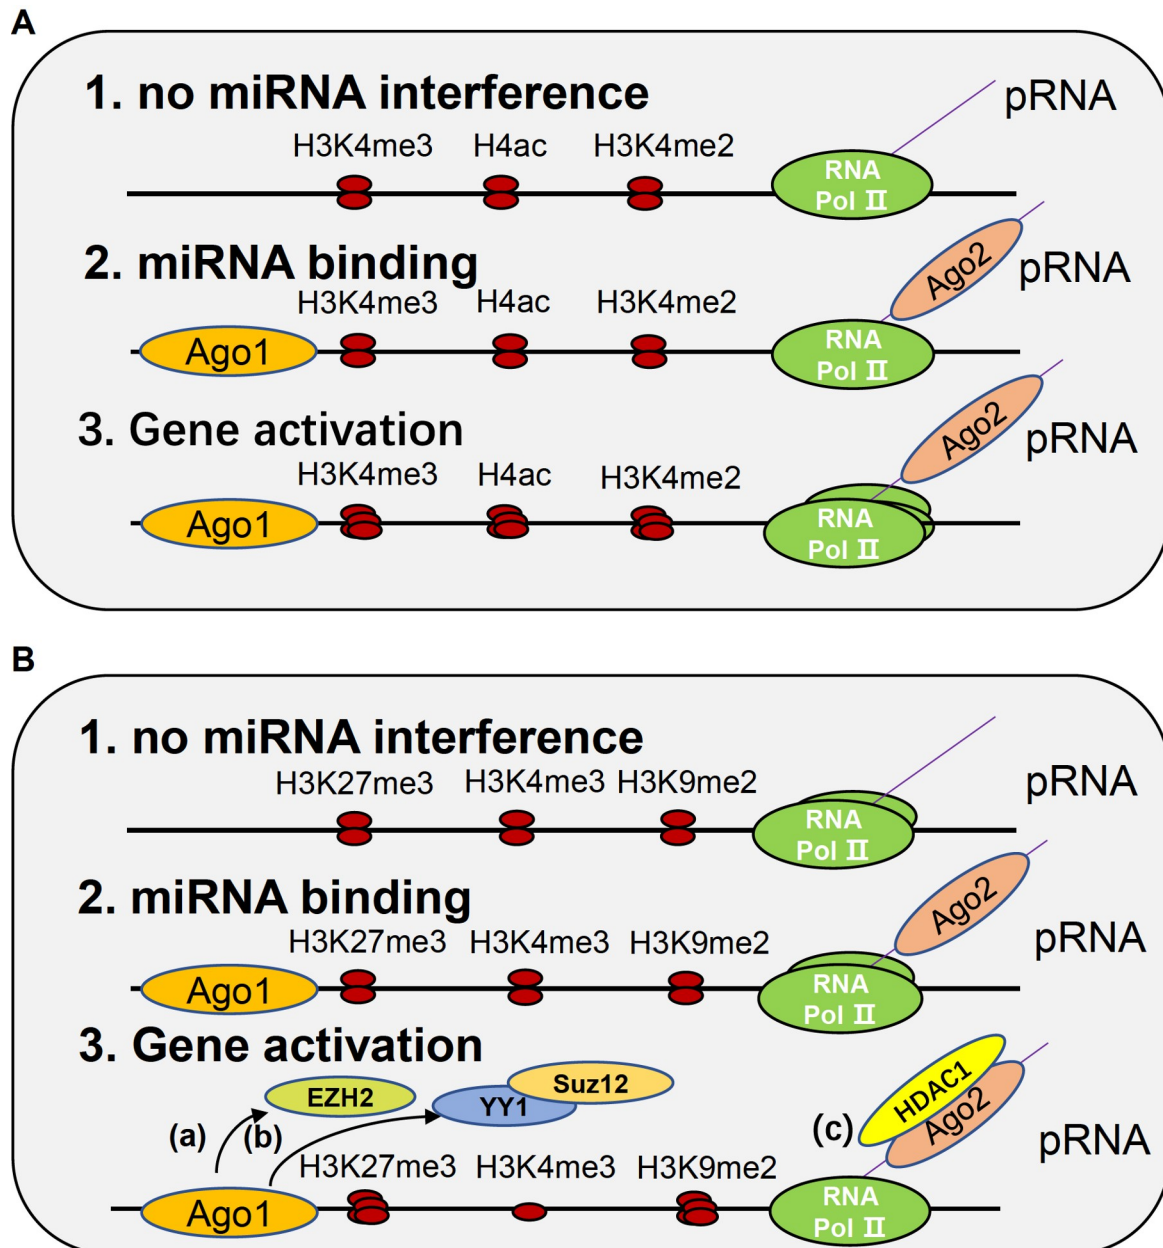 A
1. no miRNA interference
pRNA
H3K4me3 H4ac H3K4me2
RNA
Pol II
2. miRNA binding
Ago2
pRNA
H3K4me3 H4ac H3K4me2
Ago1
RNA
Pol II
3. Gene activation
Ago2
pRNA
H3K4me3 H4ac H3K4me2
Ago1
RNA
Pol II
B
1. no miRNA interference
H3K27me3 H3K4me3 H3K9me2
pRNA
RNA
Pol II
2. miRNA binding
Ago2
pRNA
H3K27me3 H3K4me3 H3K9me2
Ago1
RNA
Pol II
3. Gene activation
EZH2
YY1
Suz12
HDAC1
Ago2
(a)
(b)
(c)
pRNA
H3K27me3 H3K4me3 H3K9me2
Ago1
RNA
Pol II